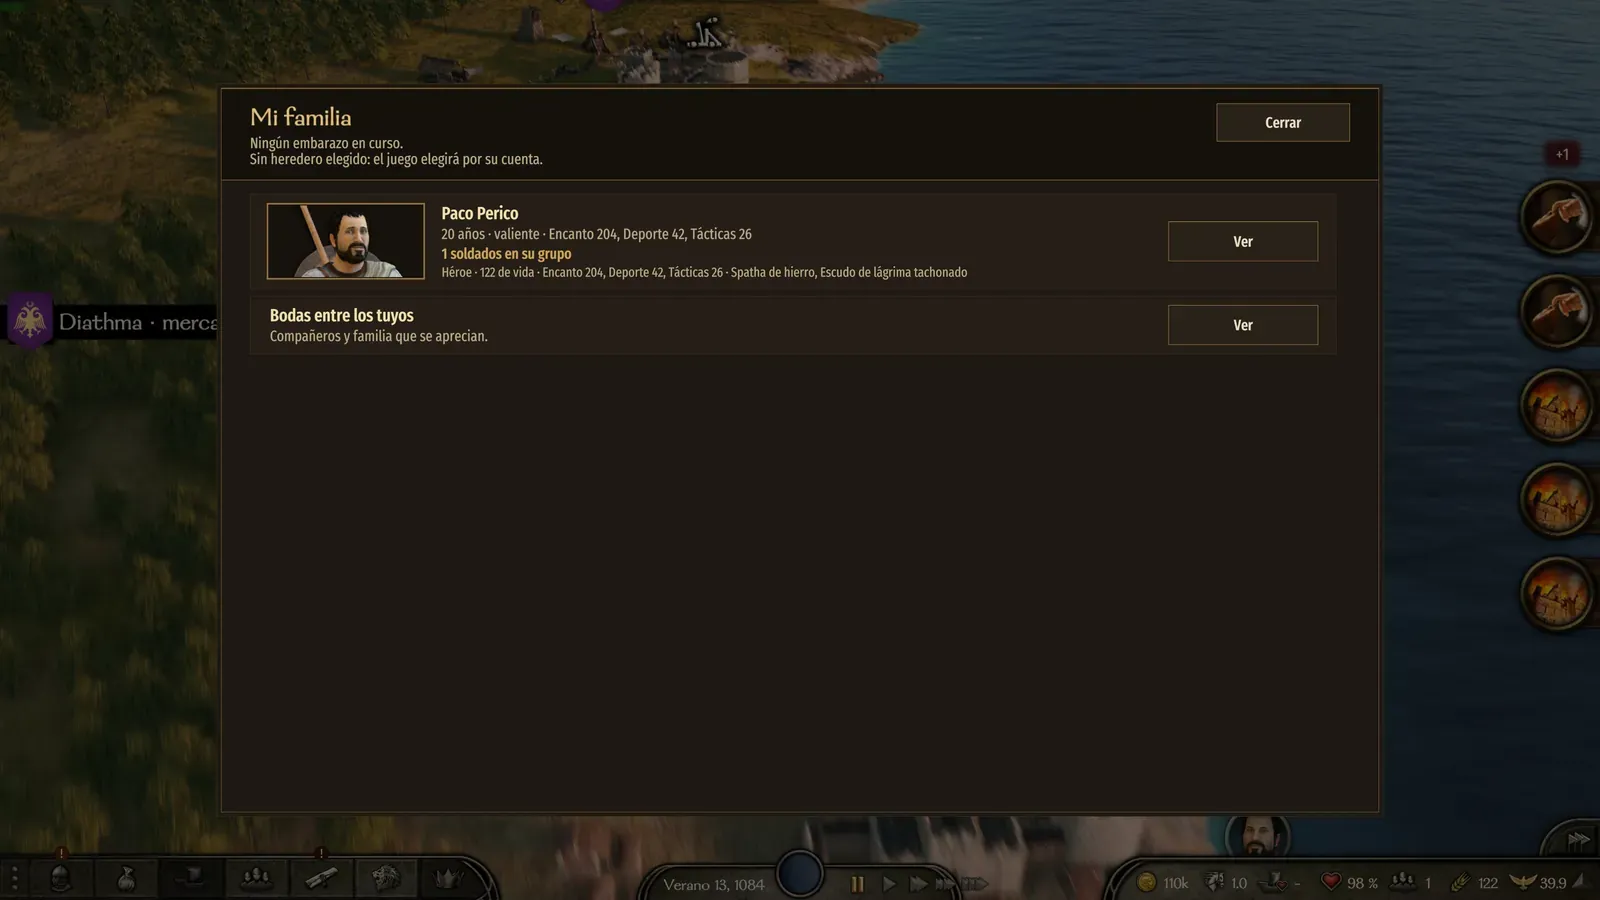 Mi familia
Ningún embarazo en curso.
Sin heredero elegido: el juego elegirá por su cuenta.
Cerrar
+1
Paco Perico
20 años · valiente · Encanto 204, Deporte 42, Tácticas 26
1 soldados en su grupo
Héroe · 122 de vida · Encanto 204, Deporte 42, Tácticas 26 · Spatha de hierro, Escudo de lágrima tachonado
Ver
Diathma · merca
Bodas entre los tuyos
Compañeros y familia que se aprecian.
Ver
Verano 13, 1084
110k
1.0
-
98 %
1
122
39.9